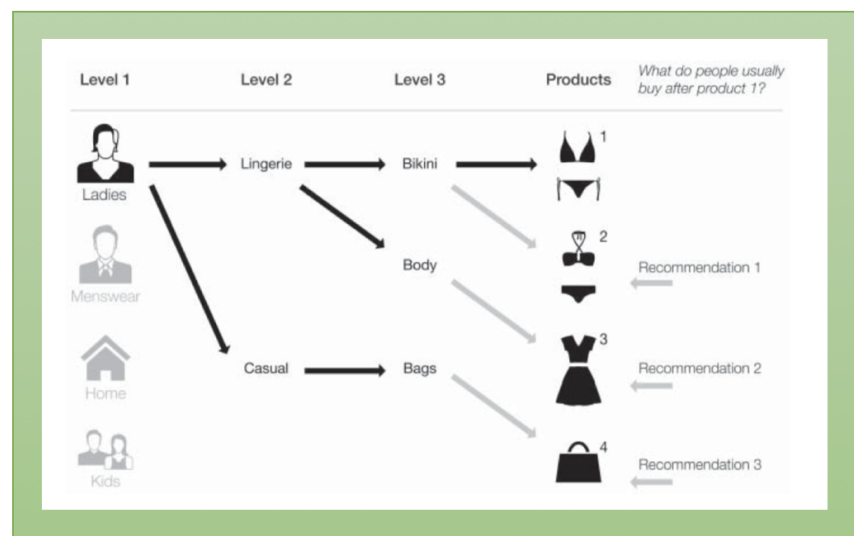 Level 1
Level 2
Level 3
Products
What do people usually
buy after product 1?
Ladies
Lingerie
Bikini
1
Menswear
Body
2
Recommendation 1
Home
Casual
Bags
3
Recommendation 2
Kids
4
Recommendation 3